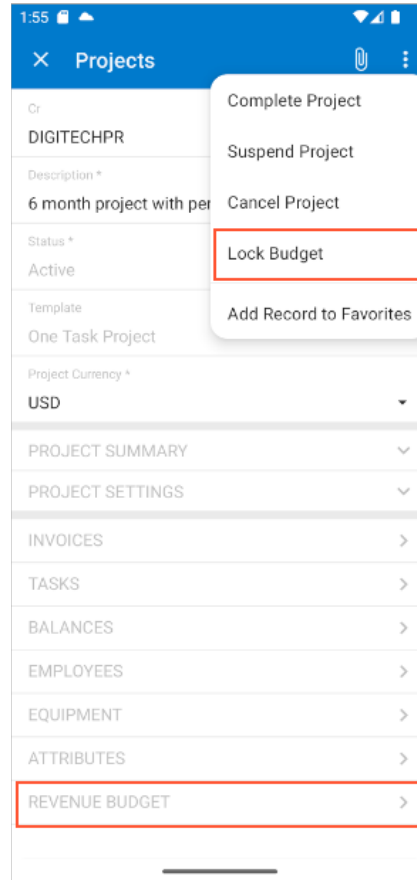 1:55
Projects
Complete Project
Suspend Project
Cancel Project
Lock Budget
Add Record to Favorites
Cr
DIGITECHPR
Description *
6 month project with per
Status *
Active
Template
One Task Project
Project Currency *
USD
PROJECT SUMMARY
PROJECT SETTINGS
INVOICES
TASKS
BALANCES
EMPLOYEES
EQUIPMENT
ATTRIBUTES
REVENUE BUDGET